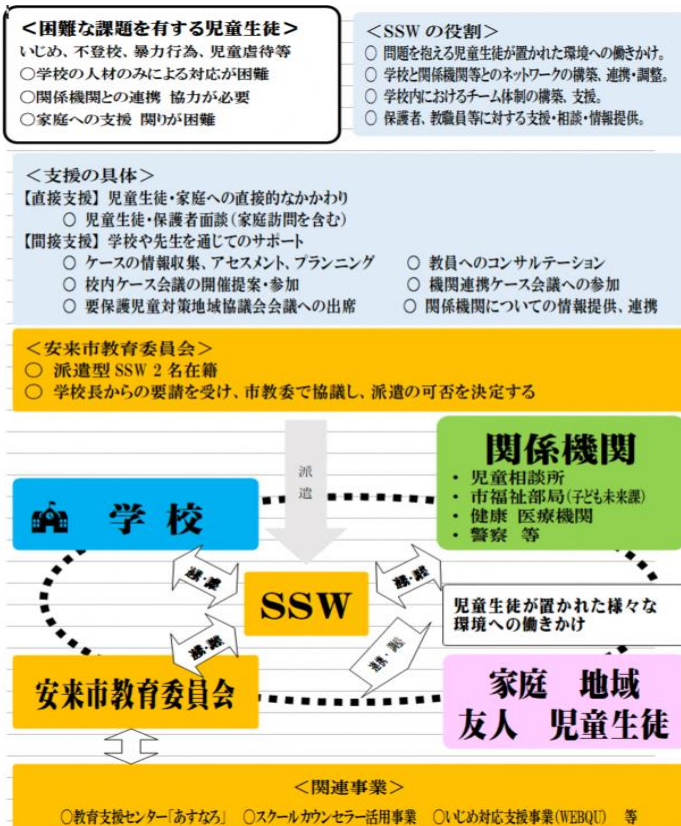 <困難な課題を有する児童生徒>
いじめ、不登校、暴力行為、児童虐待等
○学校の人材のみによる対応が困難
○関係機関との連携 協力が必要
○家庭への支援 関りが困難
<SSWの役割>
○ 問題を抱える児童生徒が置かれた環境への働きかけ。
○ 学校と関係機関等とのネットワークの構築、連携・調整。
○ 学校内におけるチーム体制の構築、支援。
○ 保護者、教職員等に対する支援・相談・情報提供。
<支援の具体>
【直接支援】児童生徒・家庭への直接的なかかわり
○ 児童生徒・保護者面談(家庭訪問を含む)
【間接支援】学校や先生を通じてのサポート
○ ケースの情報収集、アセスメント、プランニング ○ 教員へのコンサルテーション
○ 校内ケース会議の開催提案・参加 ○ 機関連携ケース会議への参加
○ 要保護児童対策地域協議会会議への出席 ○ 関係機関についての情報提供、連携
<安来市教育委員会>
○ 派遣型SSW 2名在籍
○ 学校長からの要請を受け、市教委で協議し、派遣の可否を決定する
派遣
関係機関
・ 児童相談所
・ 市福祉部局(子ども未来課)
・ 健康 医療機関
・ 警察 等
学校
SSW
児童生徒が置かれた様々な
環境への働きかけ
安来市教育委員会
家庭 地域
友人 児童生徒
<関連事業>
○教育支援センター「あすなろ」 ○スクールカウンセラー活用事業 ○いじめ対応支援事業(WEBQU) 等